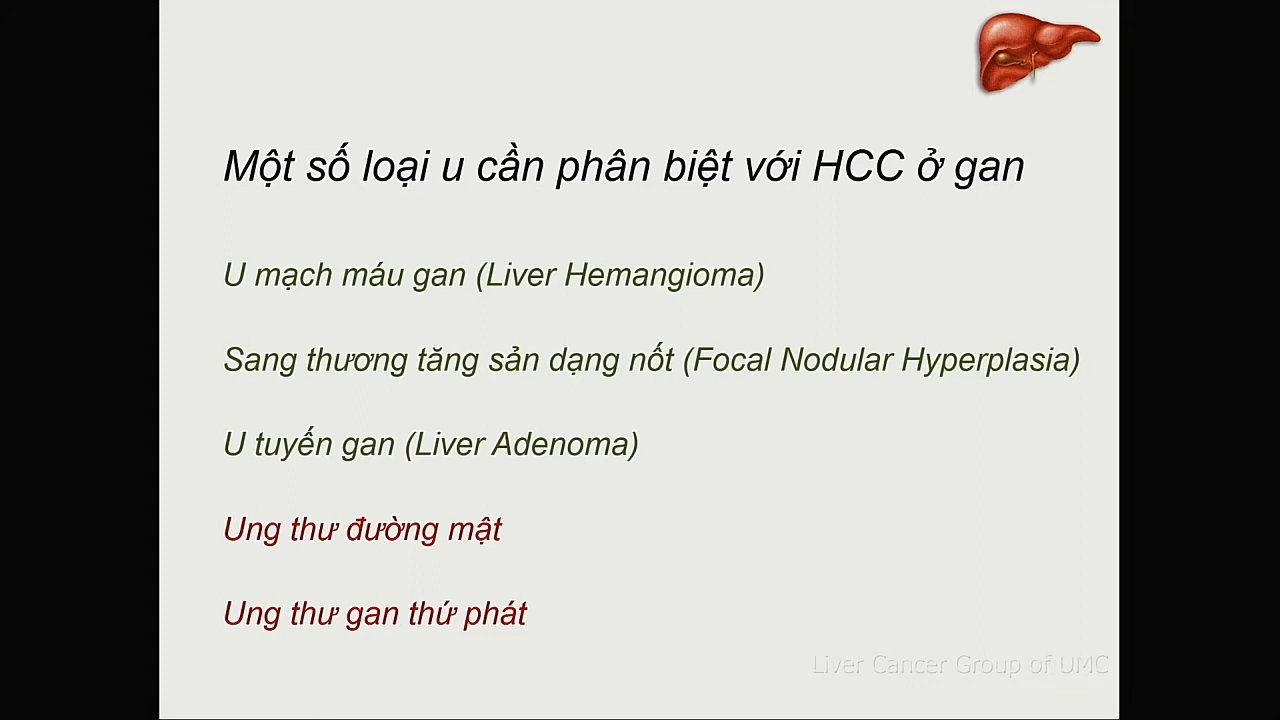 Một số loại u cần phân biệt với HCC ở gan
U mạch máu gan (Liver Hemangioma)
Sang thương tăng sản dạng nốt (Focal Nodular Hyperplasia)
U tuyến gan (Liver Adenoma)
Ung thư đường mật
Ung thư gan thứ phát
Liver Cancer Group of UMC